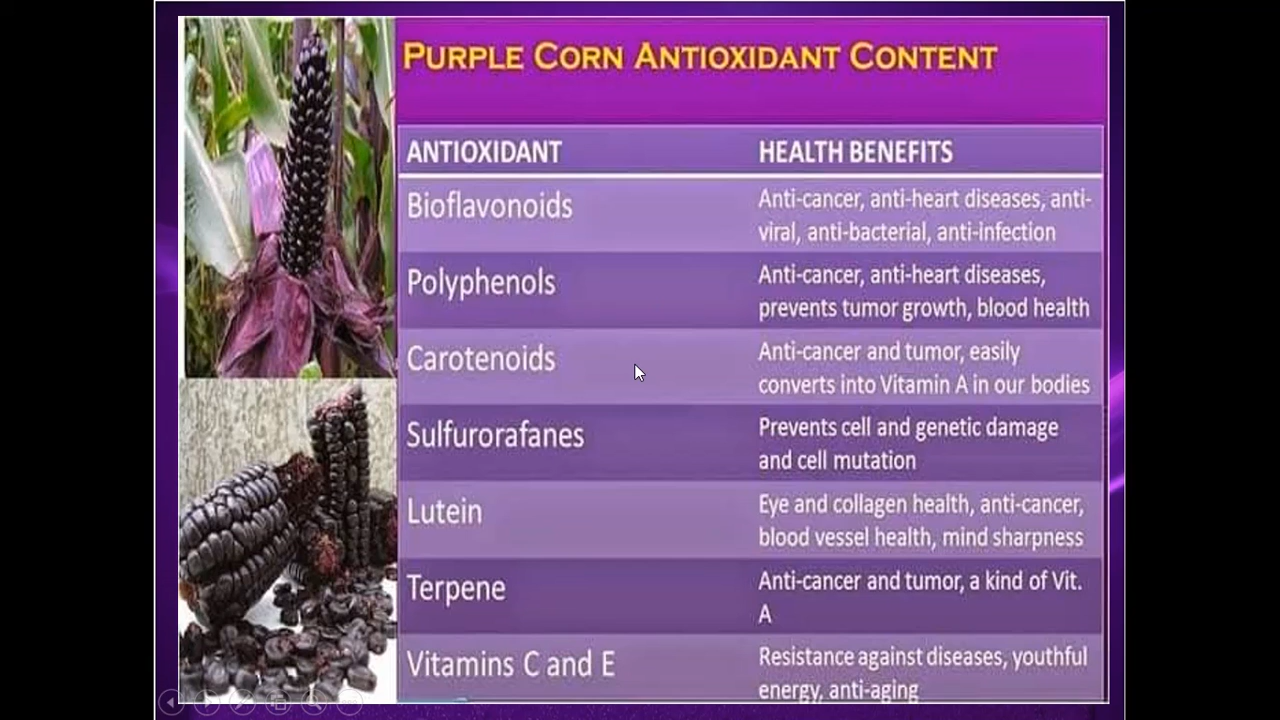 PURPLE CORN ANTIOXIDANT CONTENT
ANTIOXIDANT HEALTH BENEFITS
Bioflavonoids
Anti-cancer, anti-heart diseases, anti-
viral, anti-bacterial, anti-infection
Polyphenols
Anti-cancer, anti-heart diseases,
prevents tumor growth, blood health
Carotenoids
Anti-cancer and tumor, easily
converts into Vitamin A in our bodies
Sulfurorafanes
Prevents cell and genetic damage
and cell mutation
Lutein
Eye and collagen health, anti-cancer,
blood vessel health, mind sharpness
Terpene
Anti-cancer and tumor, a kind of Vit.
A
Vitamins C and E
Resistance against diseases, youthful
energy, anti-aging